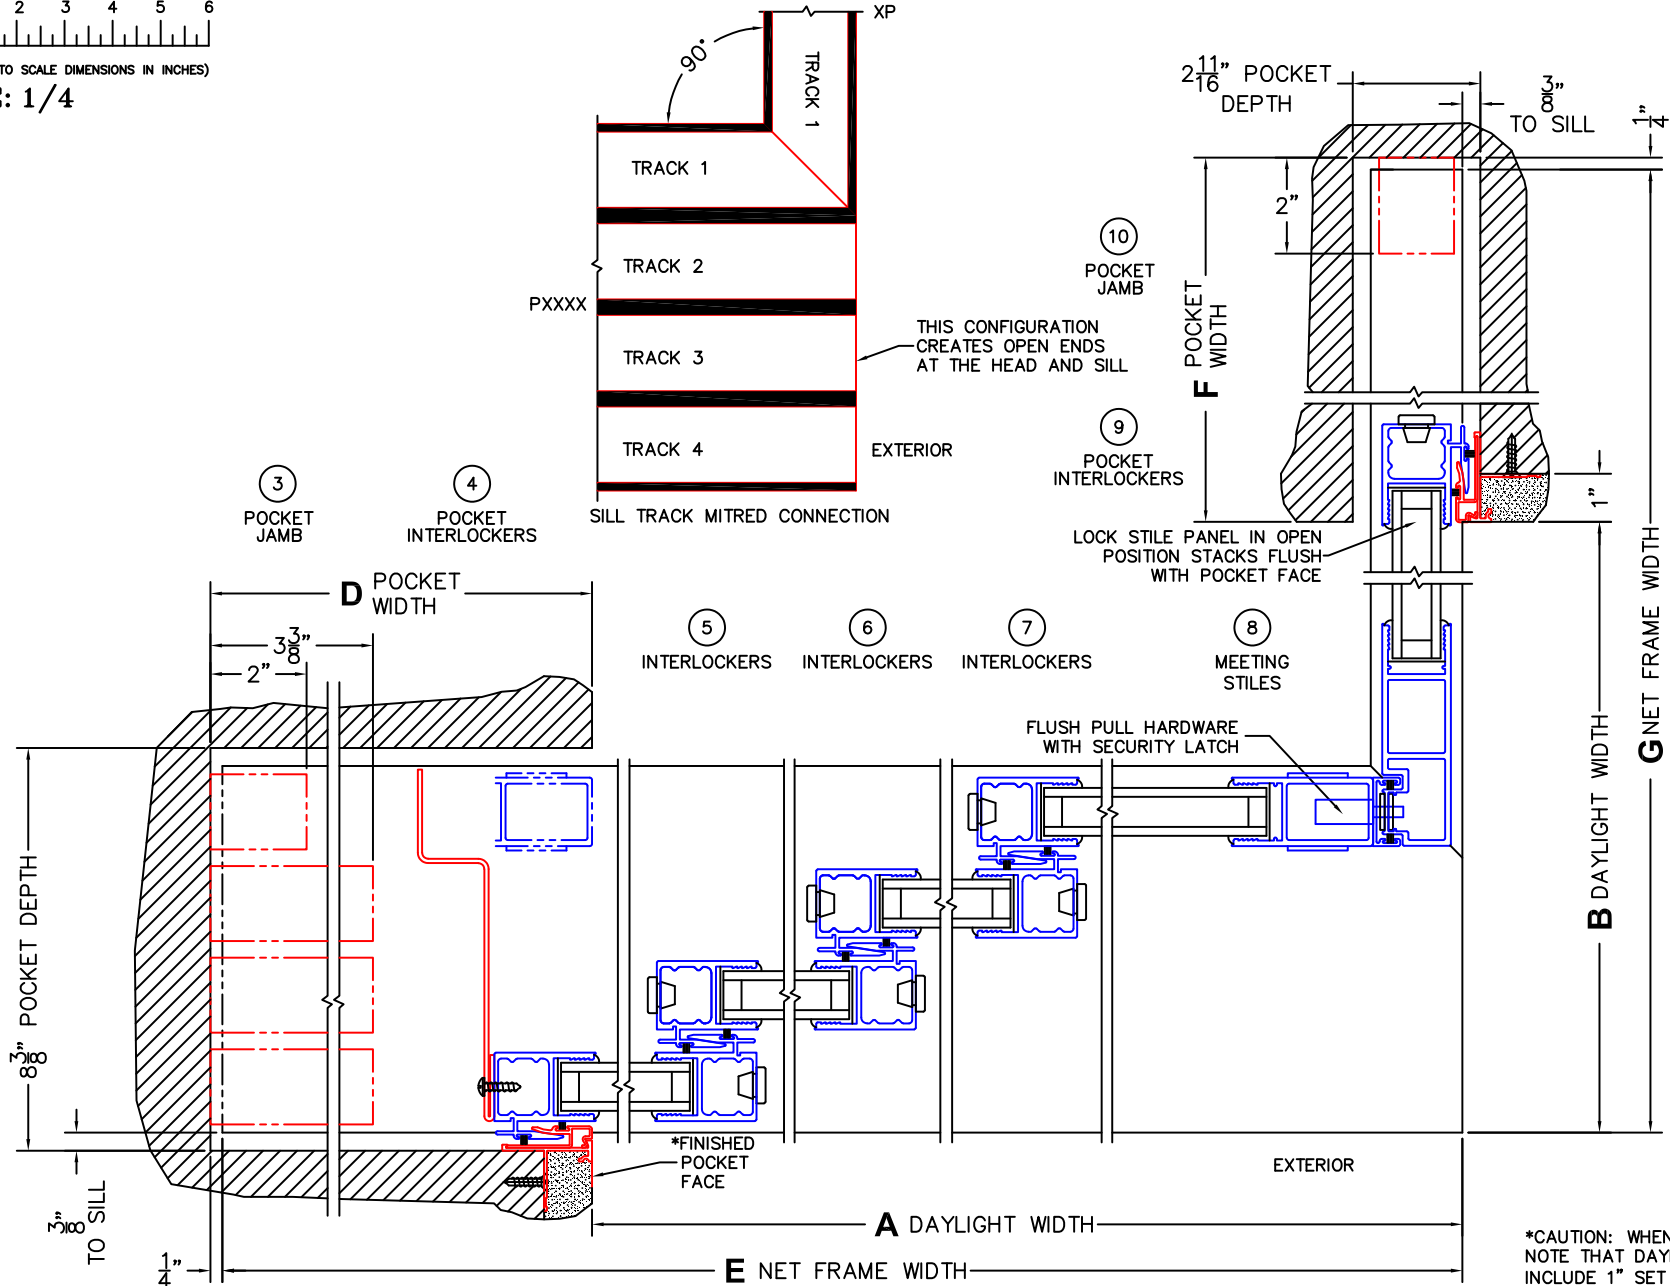 2 3 4 5 6
TO SCALE DIMENSIONS IN INCHES)
: 1/4
XP
90°
TRACK 1
TRACK 1
TRACK 2
PXXXX
TRACK 3
TRACK 4
THIS CONFIGURATION
CREATES OPEN ENDS
AT THE HEAD AND SILL
EXTERIOR
SILL TRACK MITRED CONNECTION
2 11/16" POCKET
DEPTH
3/8"
TO SILL
1/4"
2"
10
POCKET
JAMB
F POCKET
WIDTH
9
POCKET
INTERLOCKERS
1"
LOCK STILE PANEL IN OPEN
POSITION STACKS FLUSH
WITH POCKET FACE
G NET FRAME WIDTH
B DAYLIGHT WIDTH
3
POCKET
JAMB
4
POCKET
INTERLOCKERS
D POCKET
WIDTH
3 3/8"
2"
5
INTERLOCKERS
6
INTERLOCKERS
7
INTERLOCKERS
8
MEETING
STILES
FLUSH PULL HARDWARE
WITH SECURITY LATCH
8 3/8" POCKET DEPTH
3/8"
TO SILL
1/4"
*FINISHED
POCKET
FACE
EXTERIOR
A DAYLIGHT WIDTH
E NET FRAME WIDTH
*CAUTION: WHEN
NOTE THAT DAY
INCLUDE 1" SET